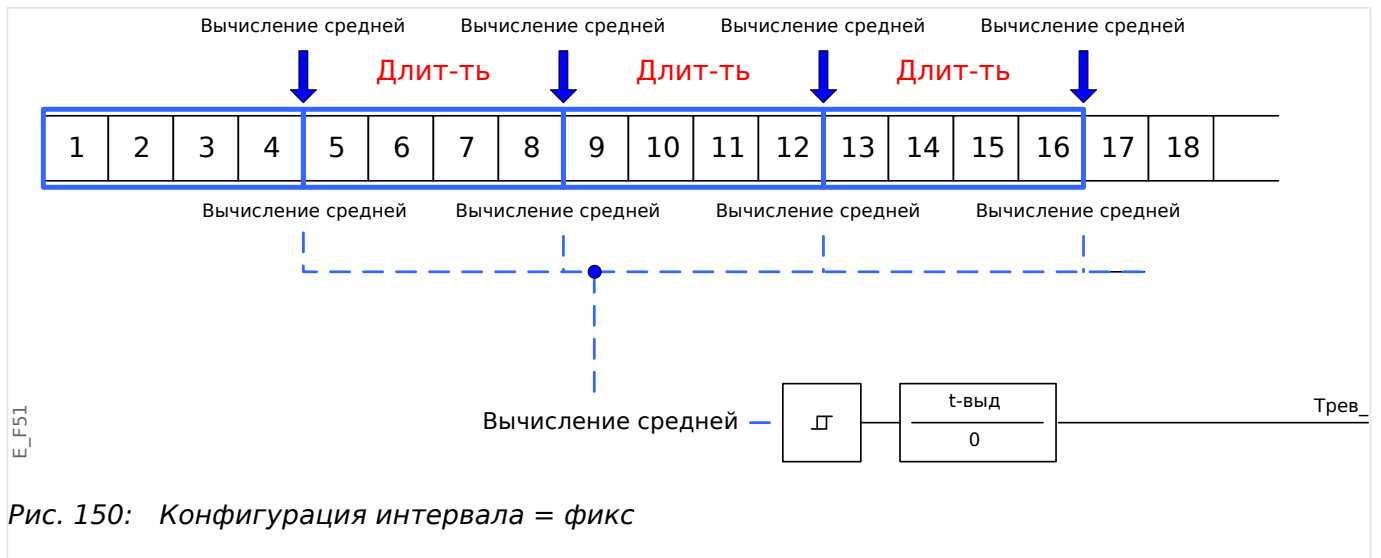 Вычисление средней Вычисление средней Вычисление средней Вычисление средней
Длит-ть Длит-ть Длит-ть
1 2 3 4 5 6 7 8 9 10 11 12 13 14 15 16 17 18
Вычисление средней Вычисление средней Вычисление средней Вычисление средней
t-выд
Трев_
Вычисление средней
0
E_F51
Рис. 150: Конфигурация интервала = фикс